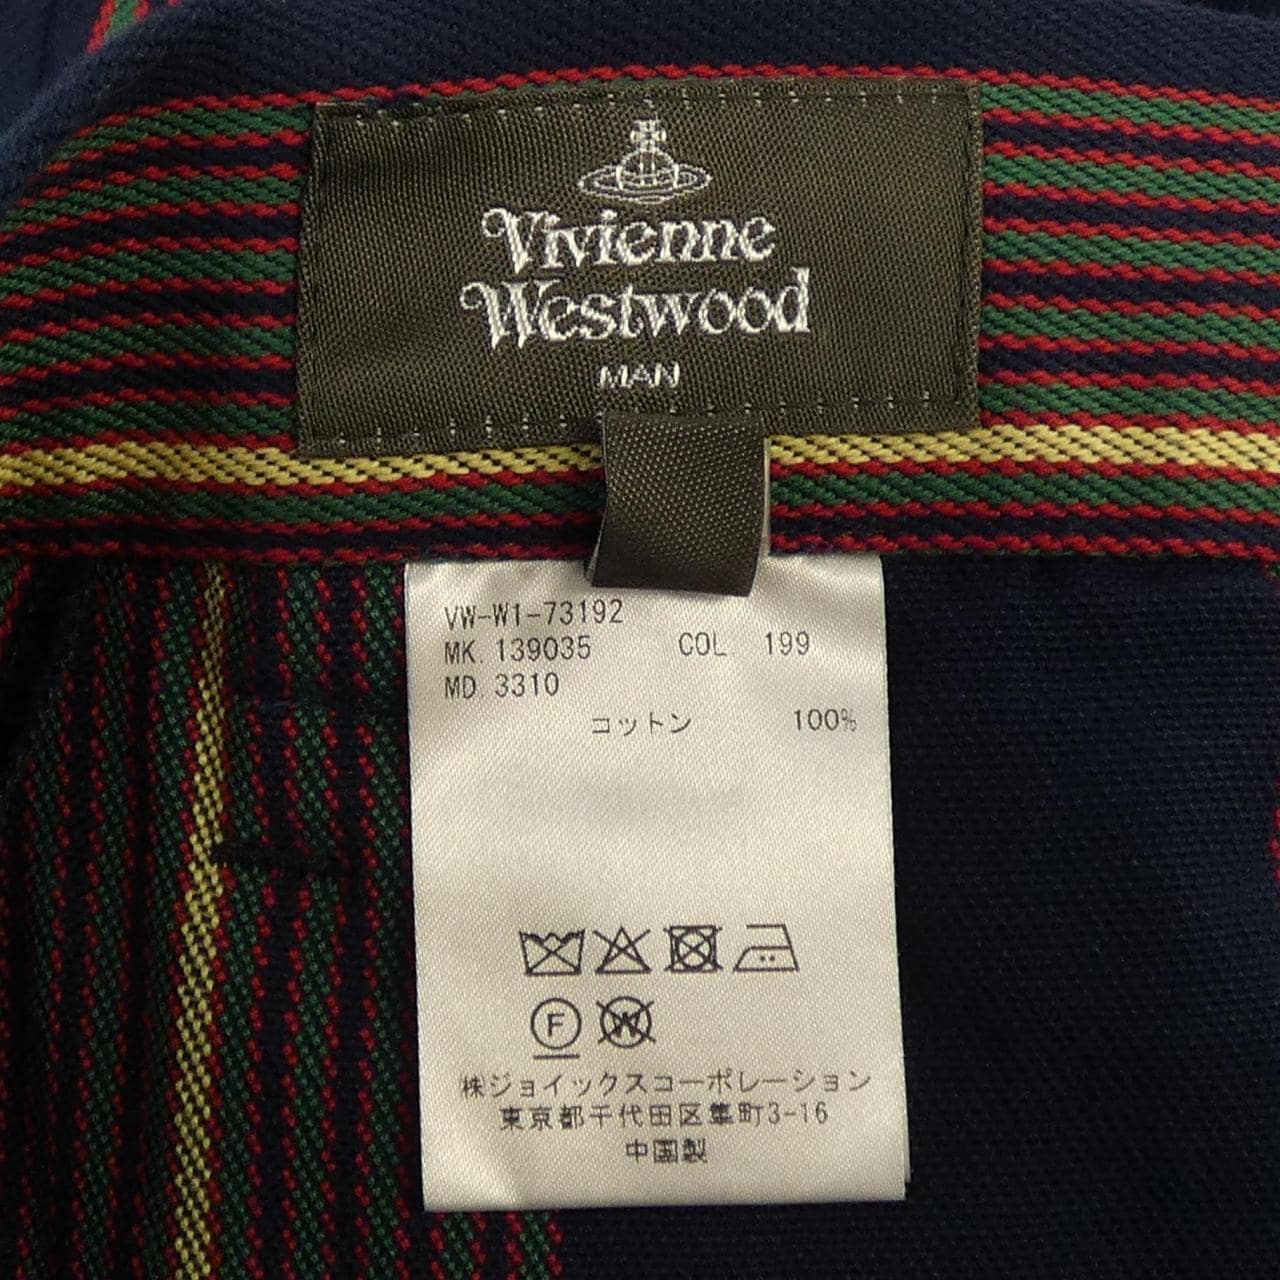 Vivienne
Westwood
MAN
VW-W1-73192
MK. 139035 COL. 199
MD. 3310
コットン 100%
F
W
㈱ジョイックスコーポレーション
東京都千代田区隼町3-16
中国製